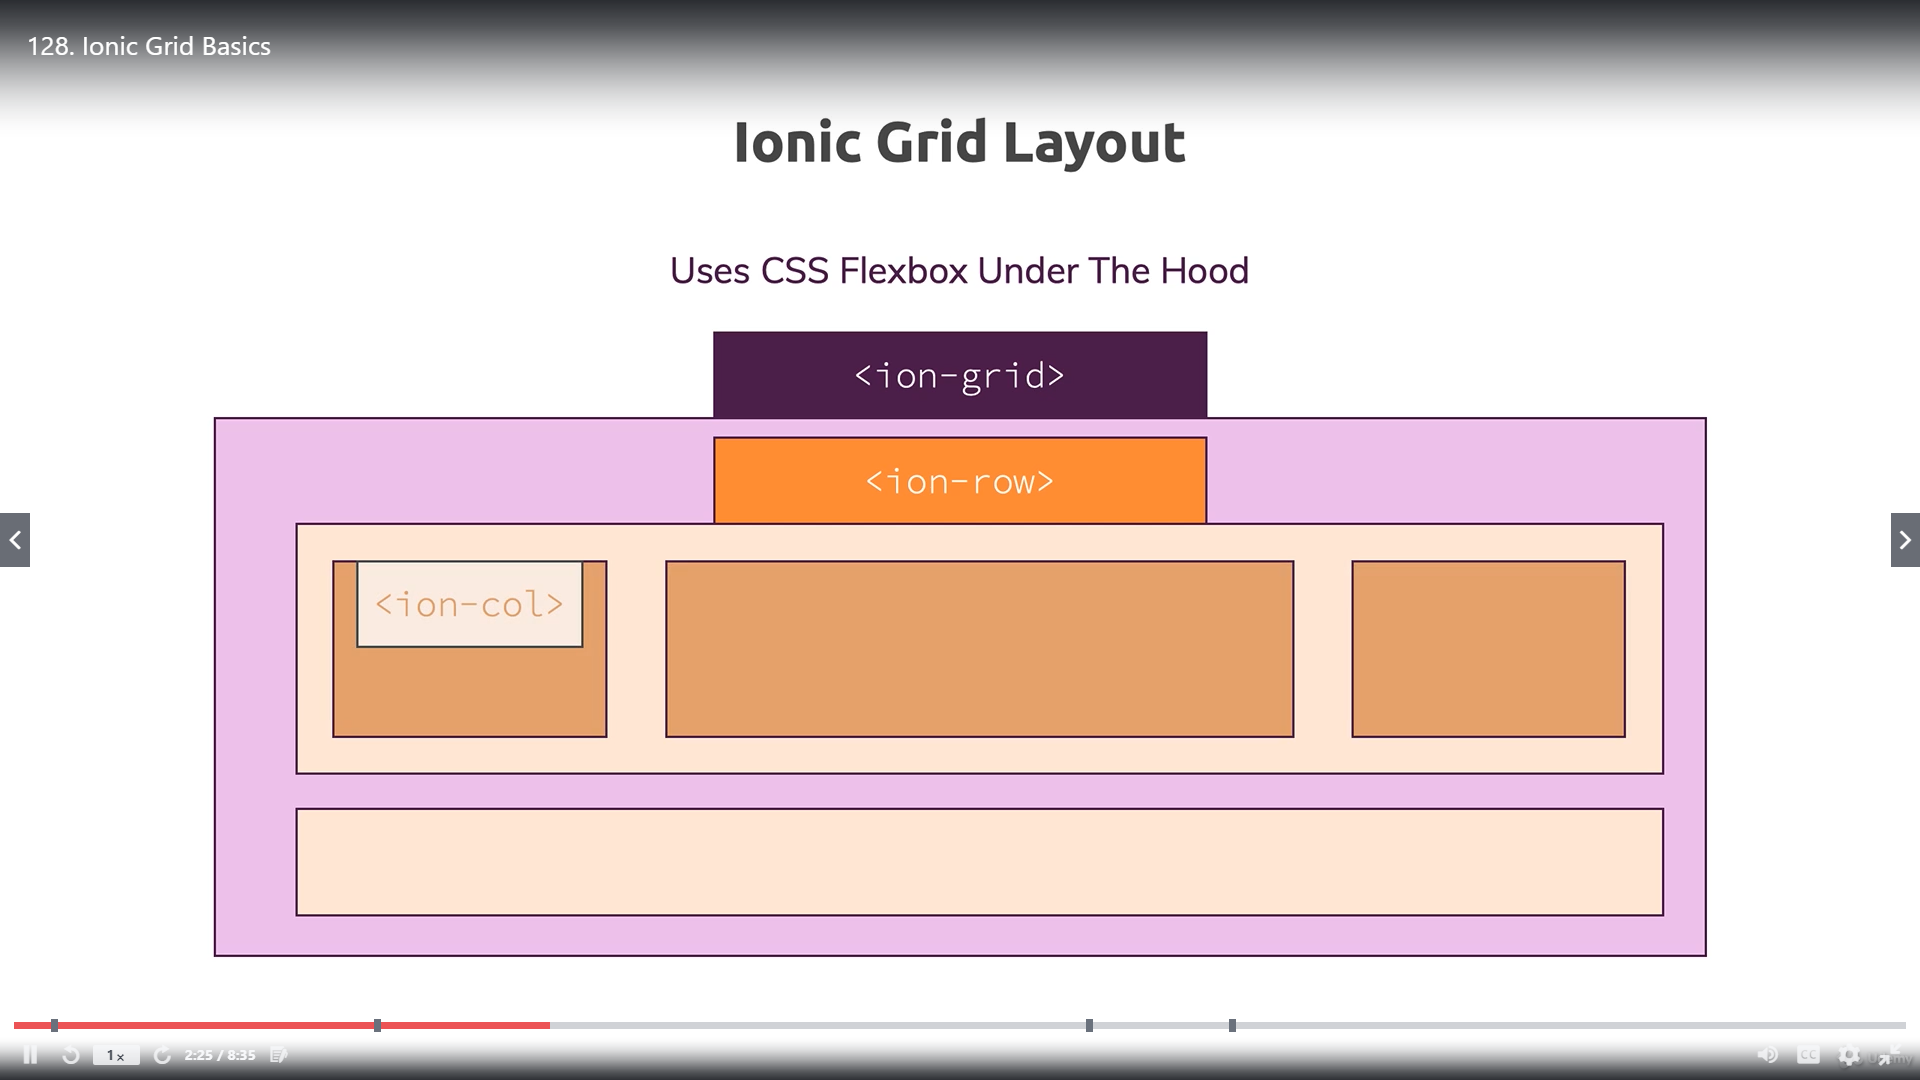 128. Ionic Grid Basics
Ionic Grid Layout
Uses CSS Flexbox Under The Hood
<ion-grid>
<ion-row>
<ion-col>
1x 2:25 / 8:35 CC